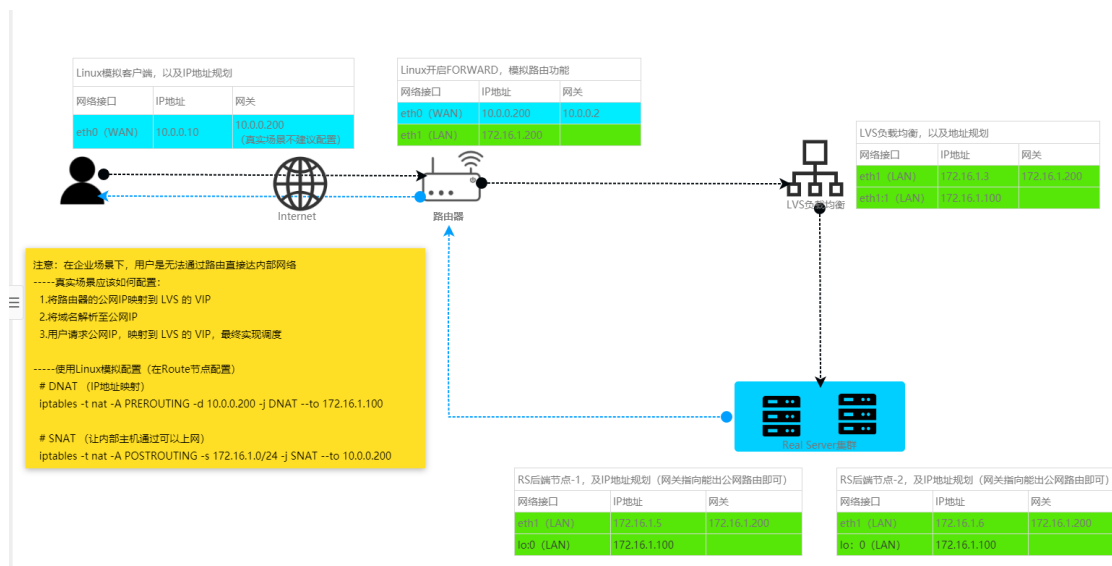 Linux模拟客户端，以及IP地址规划
网络接口 IP地址 网关
eth0（WAN） 10.0.0.10 10.0.0.200
（真实场景不建议配置）
Linux开启FORWARD，模拟路由功能
网络接口 IP地址 网关
eth0（WAN） 10.0.0.200 10.0.0.2
eth1（LAN） 172.16.1.200
LVS负载均衡，以及地址规划
网络接口 IP地址 网关
eth1（LAN） 172.16.1.3 172.16.1.200
eth1:1（LAN） 172.16.1.100
Internet
路由器
LVS负载均衡
注意：在企业场景下，用户是无法通过路由直接达内部网络
-----真实场景应该如何配置：
1.将路由器的公网IP映射到 LVS 的 VIP
2.将域名解析至公网IP
3.用户请求公网IP，映射到 LVS 的 VIP，最终实现调度
-----使用Linux模拟配置（在Route节点配置）
# DNAT （IP地址映射）
iptables -t nat -A PREROUTING -d 10.0.0.200 -j DNAT --to 172.16.1.100
# SNAT （让内部主机通过可以上网）
iptables -t nat -A POSTROUTING -s 172.16.1.0/24 -j SNAT --to 10.0.0.200
Real Server集群
RS后端节点-1，及IP地址规划（网关指向能出公网路由即可）
网络接口 IP地址 网关
eth1（LAN） 172.16.1.5 172.16.1.200
lo:0（LAN） 172.16.1.100
RS后端节点-2，及IP地址规划（网关指向能出公网路由即可）
网络接口 IP地址 网关
eth1（LAN） 172.16.1.6 172.16.1.200
lo：0（LAN） 172.16.1.100